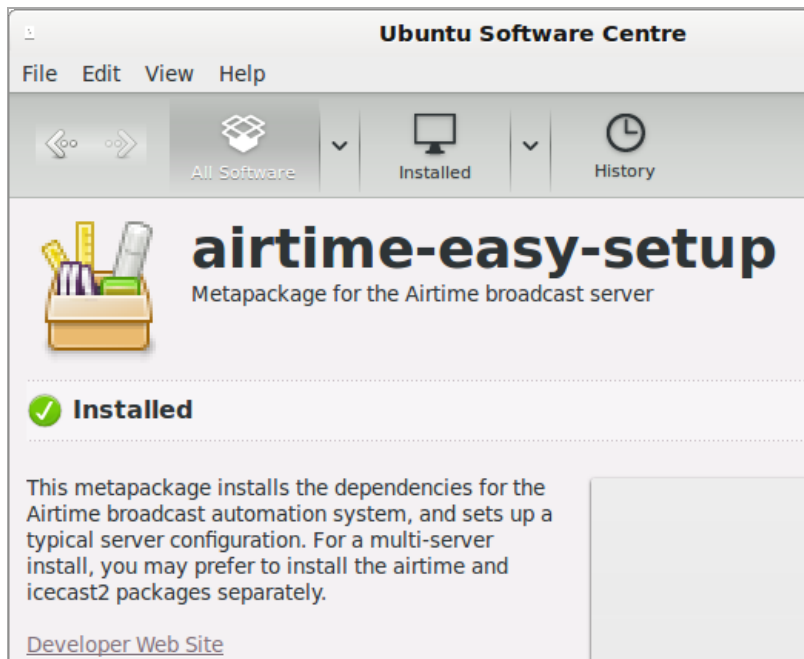 Ubuntu Software Centre
File Edit View Help
All Software Installed History
airtime-easy-setup
Metapackage for the Airtime broadcast server
Installed
This metapackage installs the dependencies for the
Airtime broadcast automation system, and sets up a
typical server configuration. For a multi-server
install, you may prefer to install the airtime and
icecast2 packages separately.
Developer Web Site